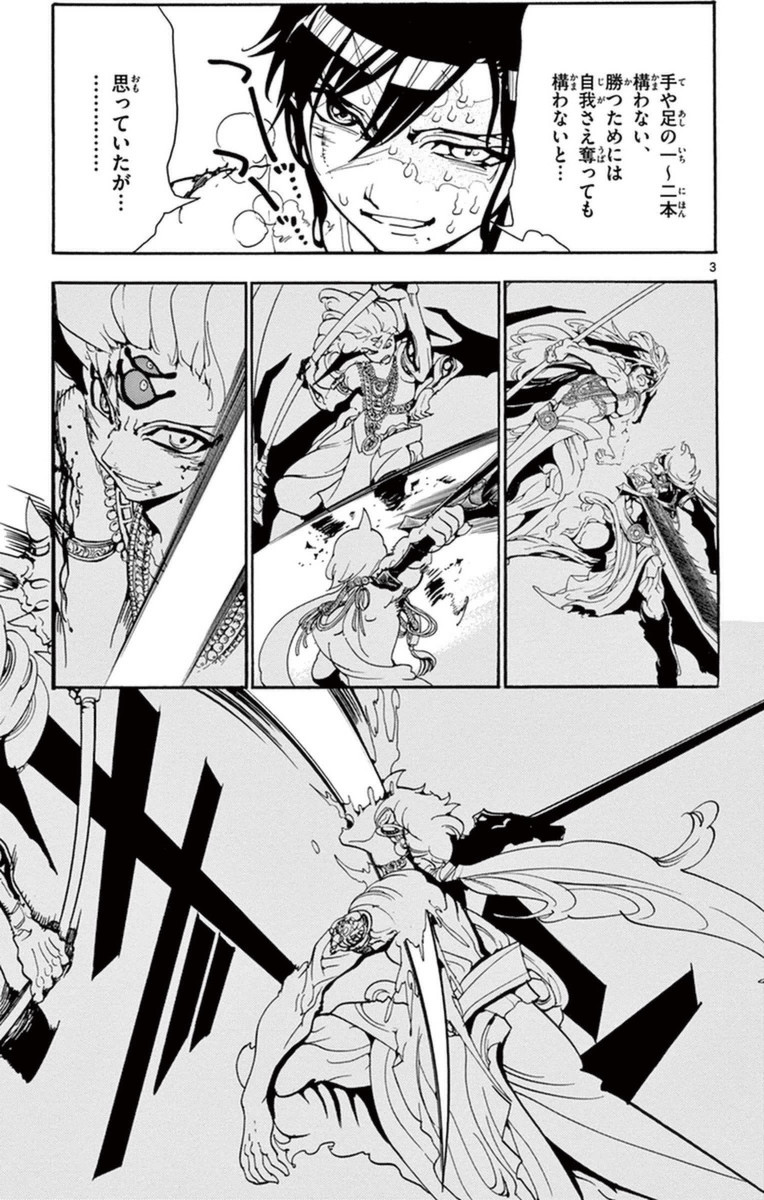 手や足の一～二本
構わない、
勝つためには
自我さえ奪っても
構わないと…
思っていたが…
…………
3